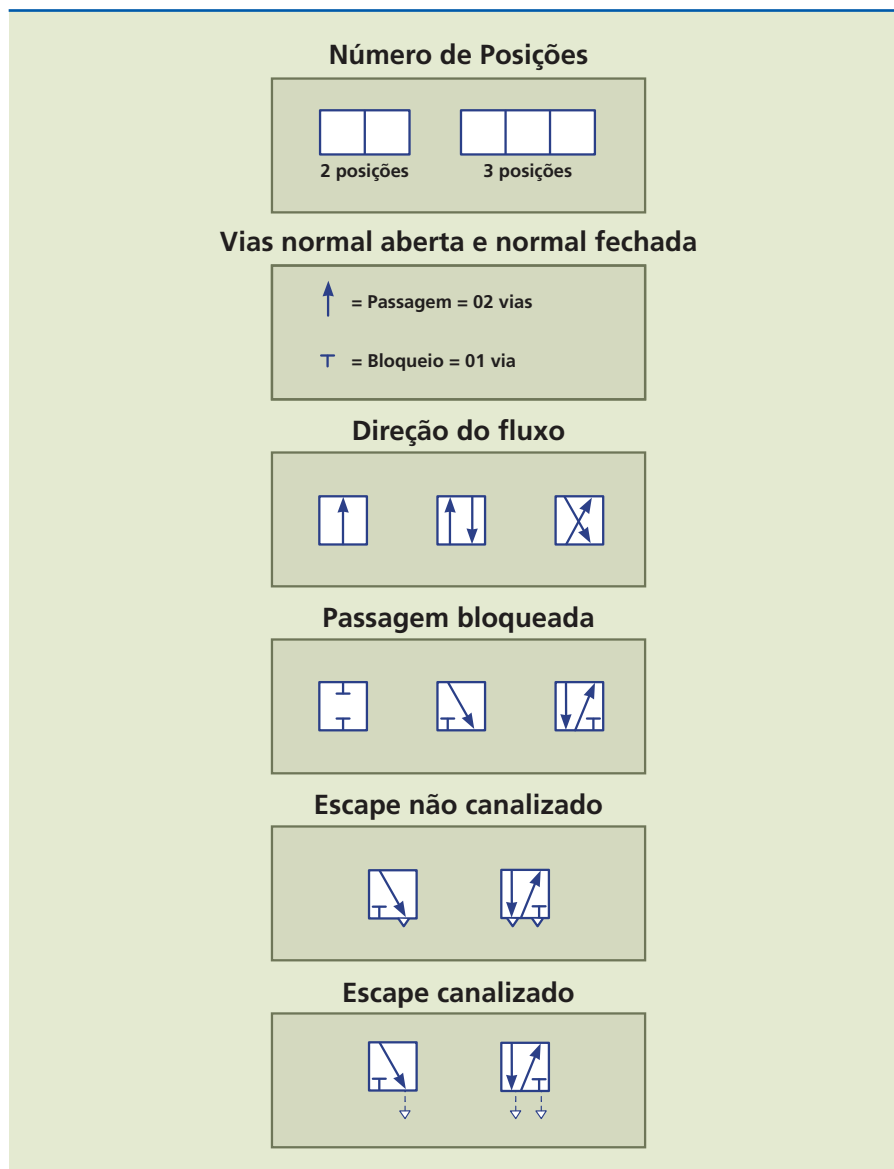 Número de Posições
2 posições 3 posições
Vias normal aberta e normal fechada
= Passagem = 02 vias
= Bloqueio = 01 via
Direção do fluxo
Passagem bloqueada
Escape não canalizado
Escape canalizado